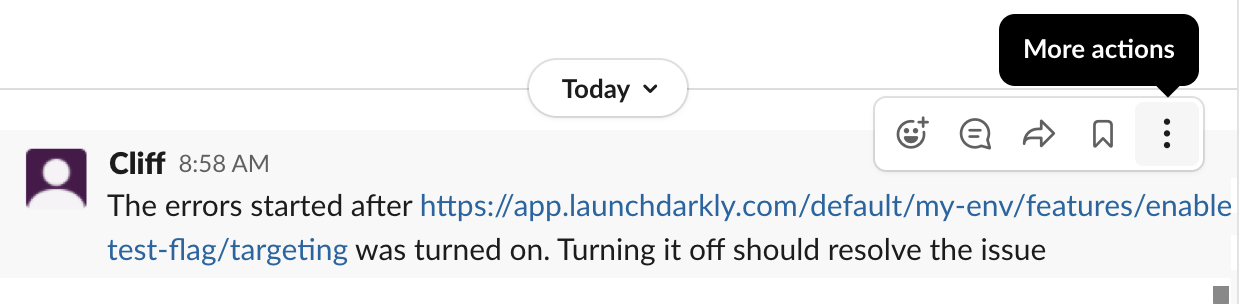 More actions
Today
Cliff 8:58 AM
The errors started after https://app.launchdarkly.com/default/my-env/features/enable
test-flag/targeting was turned on. Turning it off should resolve the issue